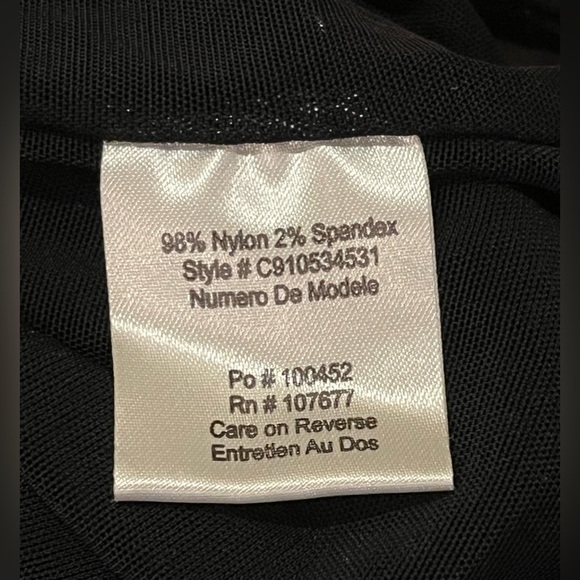 98% Nylon 2% Spandex
Style # C910534531
Numero De Modele
Po # 100452
Rn # 107677
Care on Reverse
Entretien Au Dos